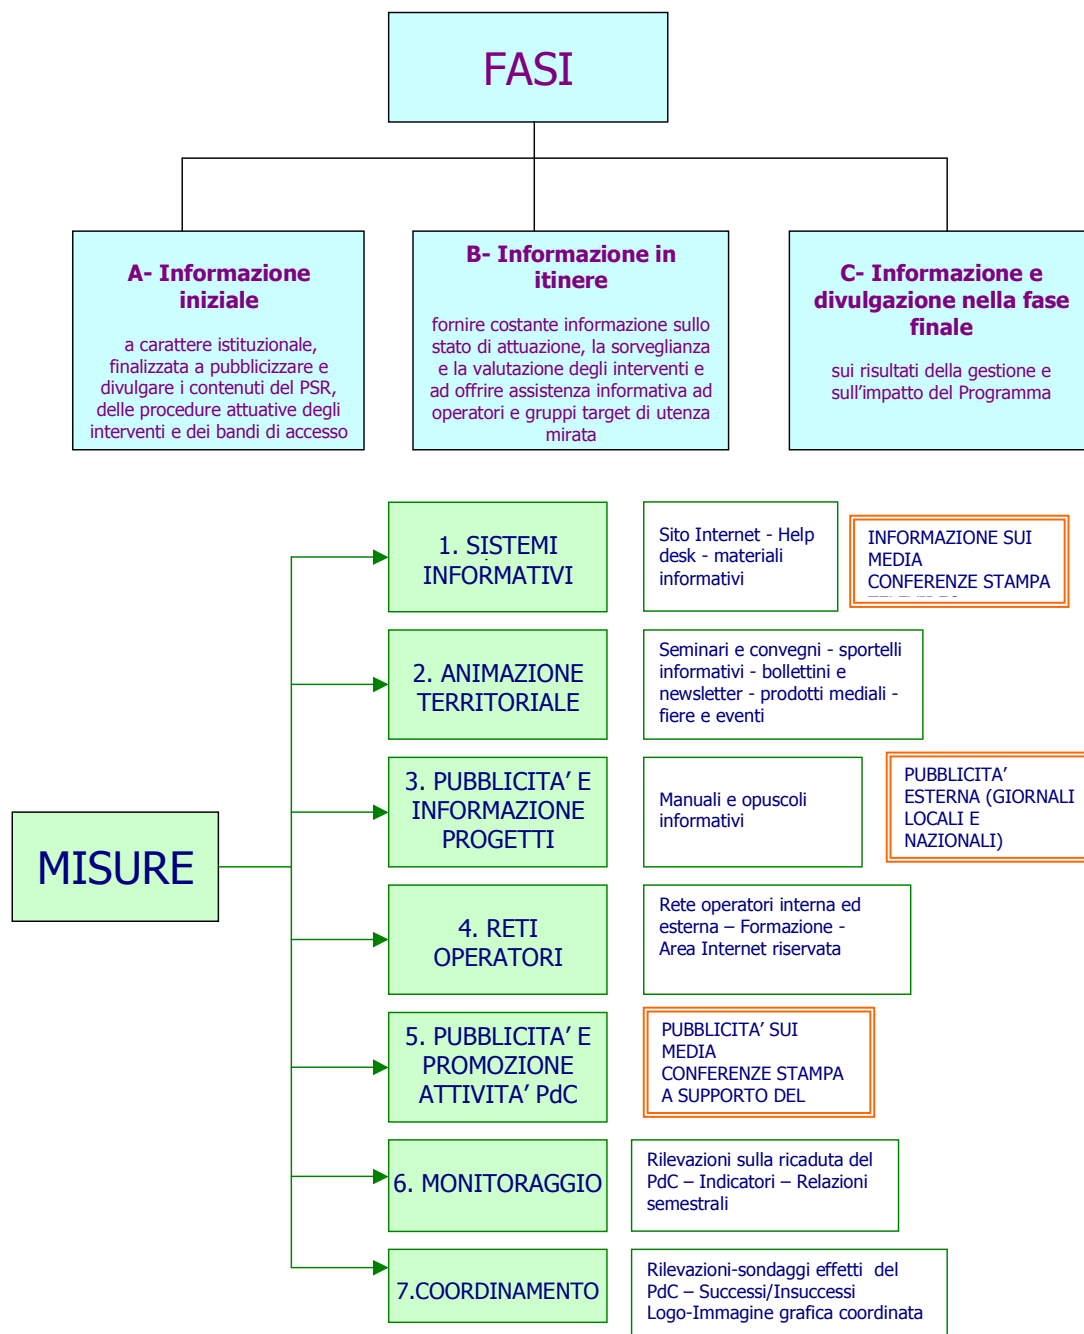 FASI
A- Informazione
iniziale
a carattere istituzionale,
finalizzata a pubblicizzare e
divulgare i contenuti del PSR,
delle procedure attuative degli
interventi e dei bandi di accesso
B- Informazione in
itinere
fornire costante informazione sullo
stato di attuazione, la sorveglianza
e la valutazione degli interventi e
ad offrire assistenza informativa ad
operatori e gruppi target di utenza
mirata
C- Informazione e
divulgazione nella fase
finale
sui risultati della gestione e
sull’impatto del Programma
MISURE
1. SISTEMI
INFORMATIVI
Sito Internet - Help
desk - materiali
informativi
INFORMAZIONE SUI
MEDIA
CONFERENZE STAMPA
2. ANIMAZIONE
TERRITORIALE
Seminari e convegni - sportelli
informativi - bollettini e
newsletter - prodotti mediali -
fiere e eventi
3. PUBBLICITA’ E
INFORMAZIONE
PROGETTI
Manuali e opuscoli
informativi
PUBBLICITA’
ESTERNA (GIORNALI
LOCALI E
NAZIONALI)
4. RETI
OPERATORI
Rete operatori interna ed
esterna – Formazione -
Area Internet riservata
5. PUBBLICITA’ E
PROMOZIONE
ATTIVITA’ PdC
PUBBLICITA’ SUI
MEDIA
CONFERENZE STAMPA
A SUPPORTO DEL
6. MONITORAGGIO
Rilevazioni sulla ricaduta del
PdC – Indicatori – Relazioni
semestrali
7.COORDINAMENTO
Rilevazioni-sondaggi effetti  del
PdC – Successi/Insuccessi
Logo-Immagine grafica coordinata